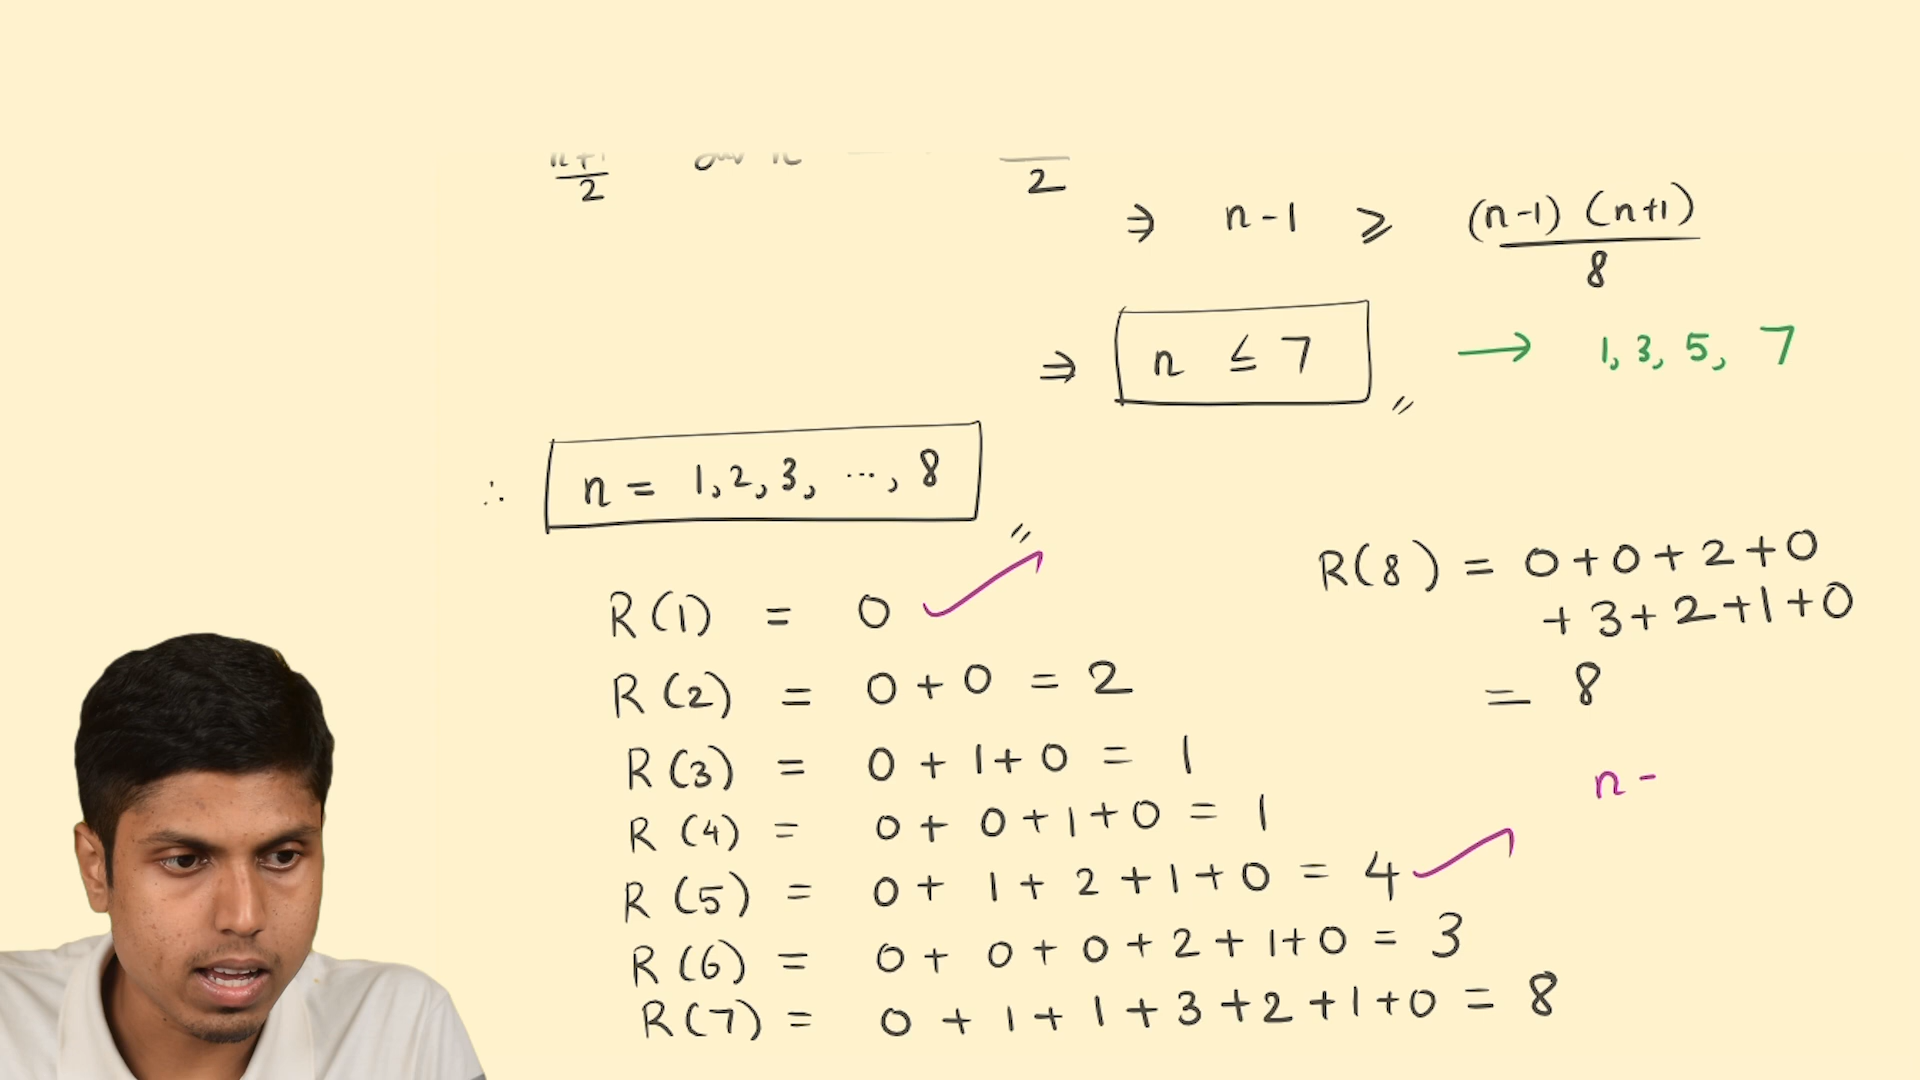 n+1
2
2
⇒ n-1 ⩾ (n-1) (n+1)
8
⇒ n ≤ 7 → 1, 3, 5, 7
∴ n = 1, 2, 3, ..., 8
R(8) = 0+0+2+0
+3+2+1+0
= 8
R(1) = 0
R(2) = 0+0 = 2
R(3) = 0+1+0 = 1
n -
R(4) = 0+0+1+0 = 1
R(5) = 0+1+2+1+0 = 4
R(6) = 0+0+0+2+1+0 = 3
R(7) = 0+1+1+3+2+1+0 = 8